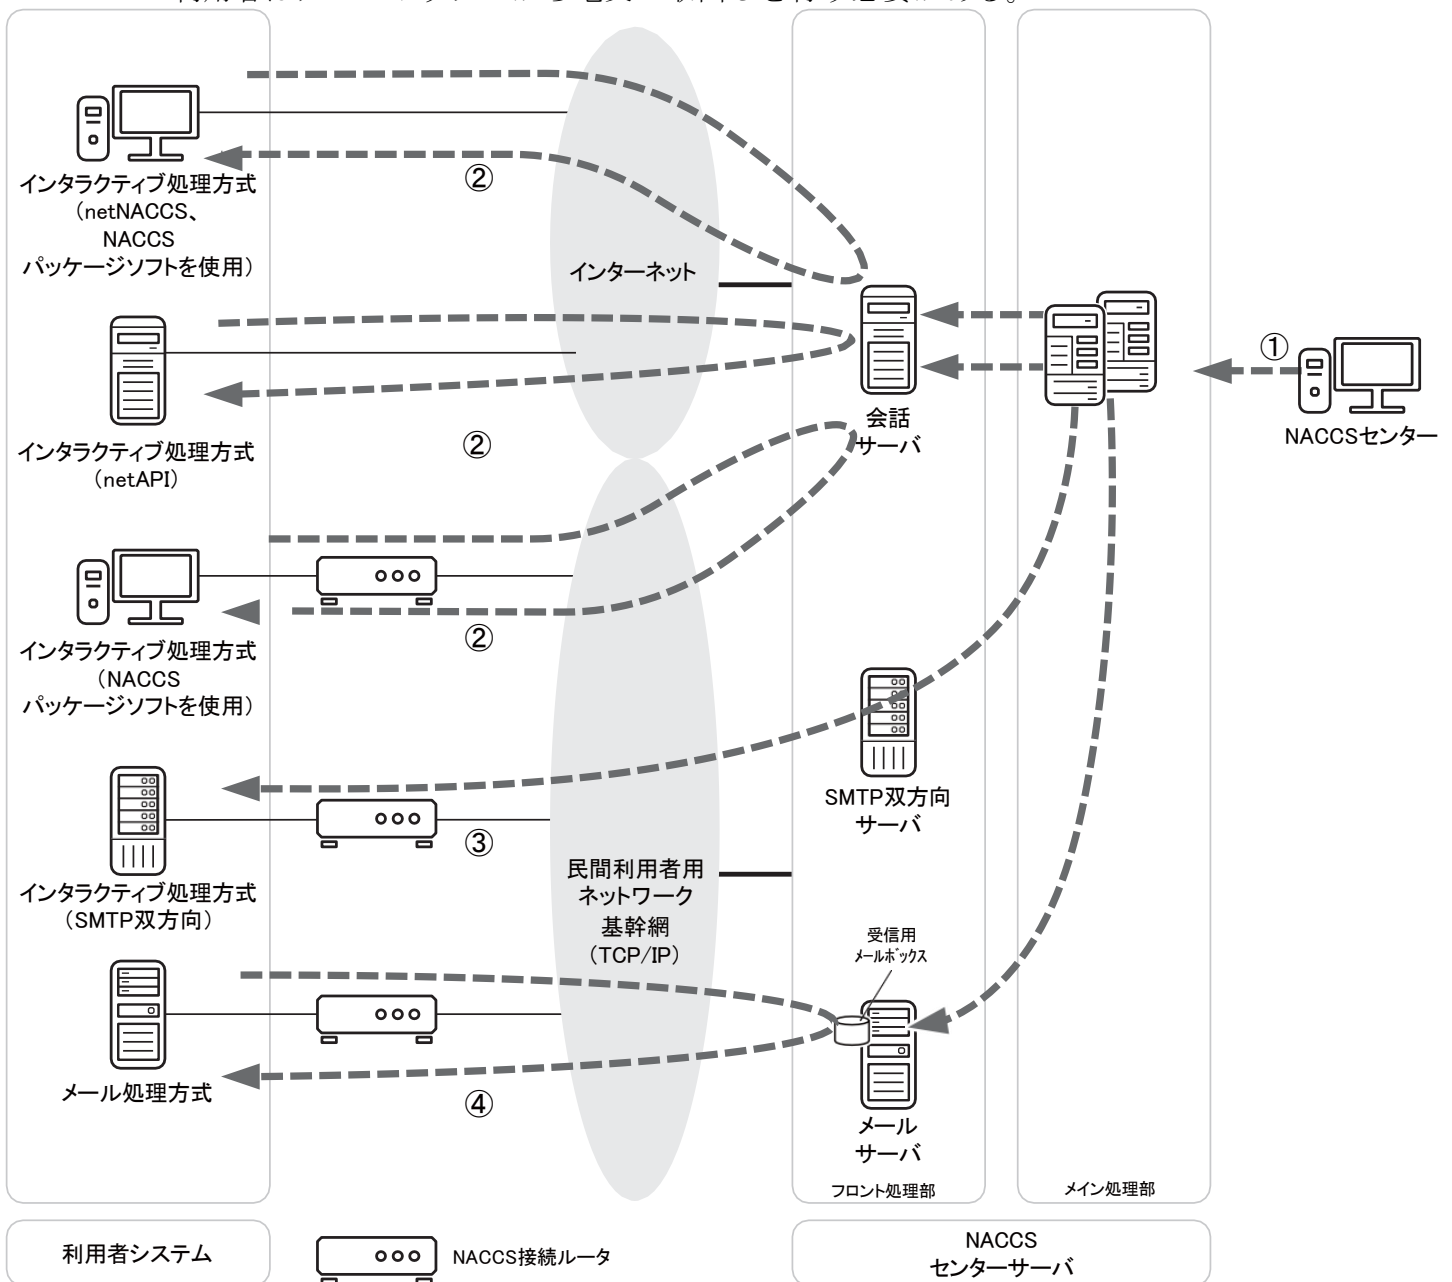 ②
インタラクティブ処理方式
（netNACCS、
NACCS
パッケージソフトを使用）
インターネット
①
NACCSセンター
会話
サーバ
インタラクティブ処理方式
（netAPI）
②
インタラクティブ処理方式
（NACCS
パッケージソフトを使用）
②
SMTP双方向
サーバ
③
インタラクティブ処理方式
（SMTP双方向）
民間利用者用
ネットワーク
基幹網
（TCP/IP）
受信用
メールボックス
メール処理方式
④
メール
サーバ
フロント処理部
メイン処理部
利用者システム
NACCS接続ルータ
NACCS
センターサーバ